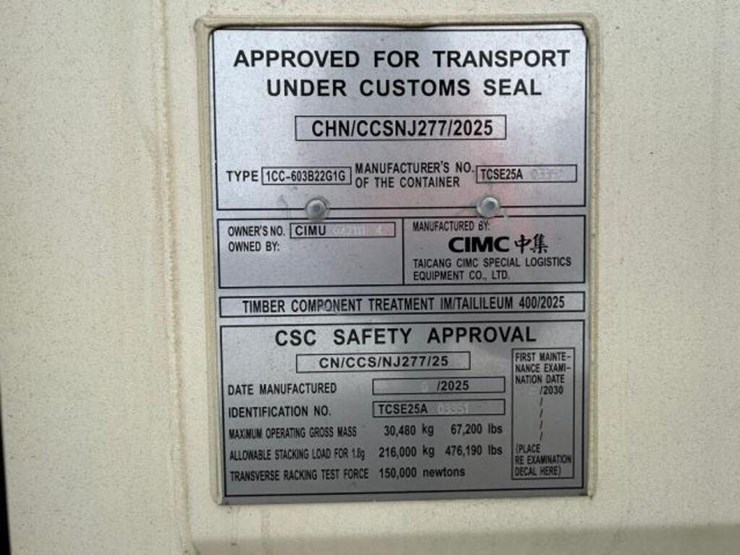 APPROVED FOR TRANSPORT
UNDER CUSTOMS SEAL
CHN/CCSNJ277/2025
TYPE 1CC-603B22G1G MANUFACTURER'S NO. OF THE CONTAINER TCSE25A
OWNER'S NO. CIMU
OWNED BY:
MANUFACTURED BY:
CIMC 中集
TAICANG CIMC SPECIAL LOGISTICS
EQUIPMENT CO., LTD.
TIMBER COMPONENT TREATMENT IM/TAILILEUM 400/2025
CSC SAFETY APPROVAL
CN/CCS/NJ277/25
DATE MANUFACTURED /2025
IDENTIFICATION NO. TCSE25A 03351
MAXIMUM OPERATING GROSS MASS 30,480 kg 67,200 lbs
ALLOWABLE STACKING LOAD FOR 1.8g 216,000 kg 476,190 lbs
TRANSVERSE RACKING TEST FORCE 150,000 newtons
FIRST MAINTE-
NANCE EXAMI-
NATION DATE
/2030
(PLACE
RE EXAMINATION
DECAL HERE)